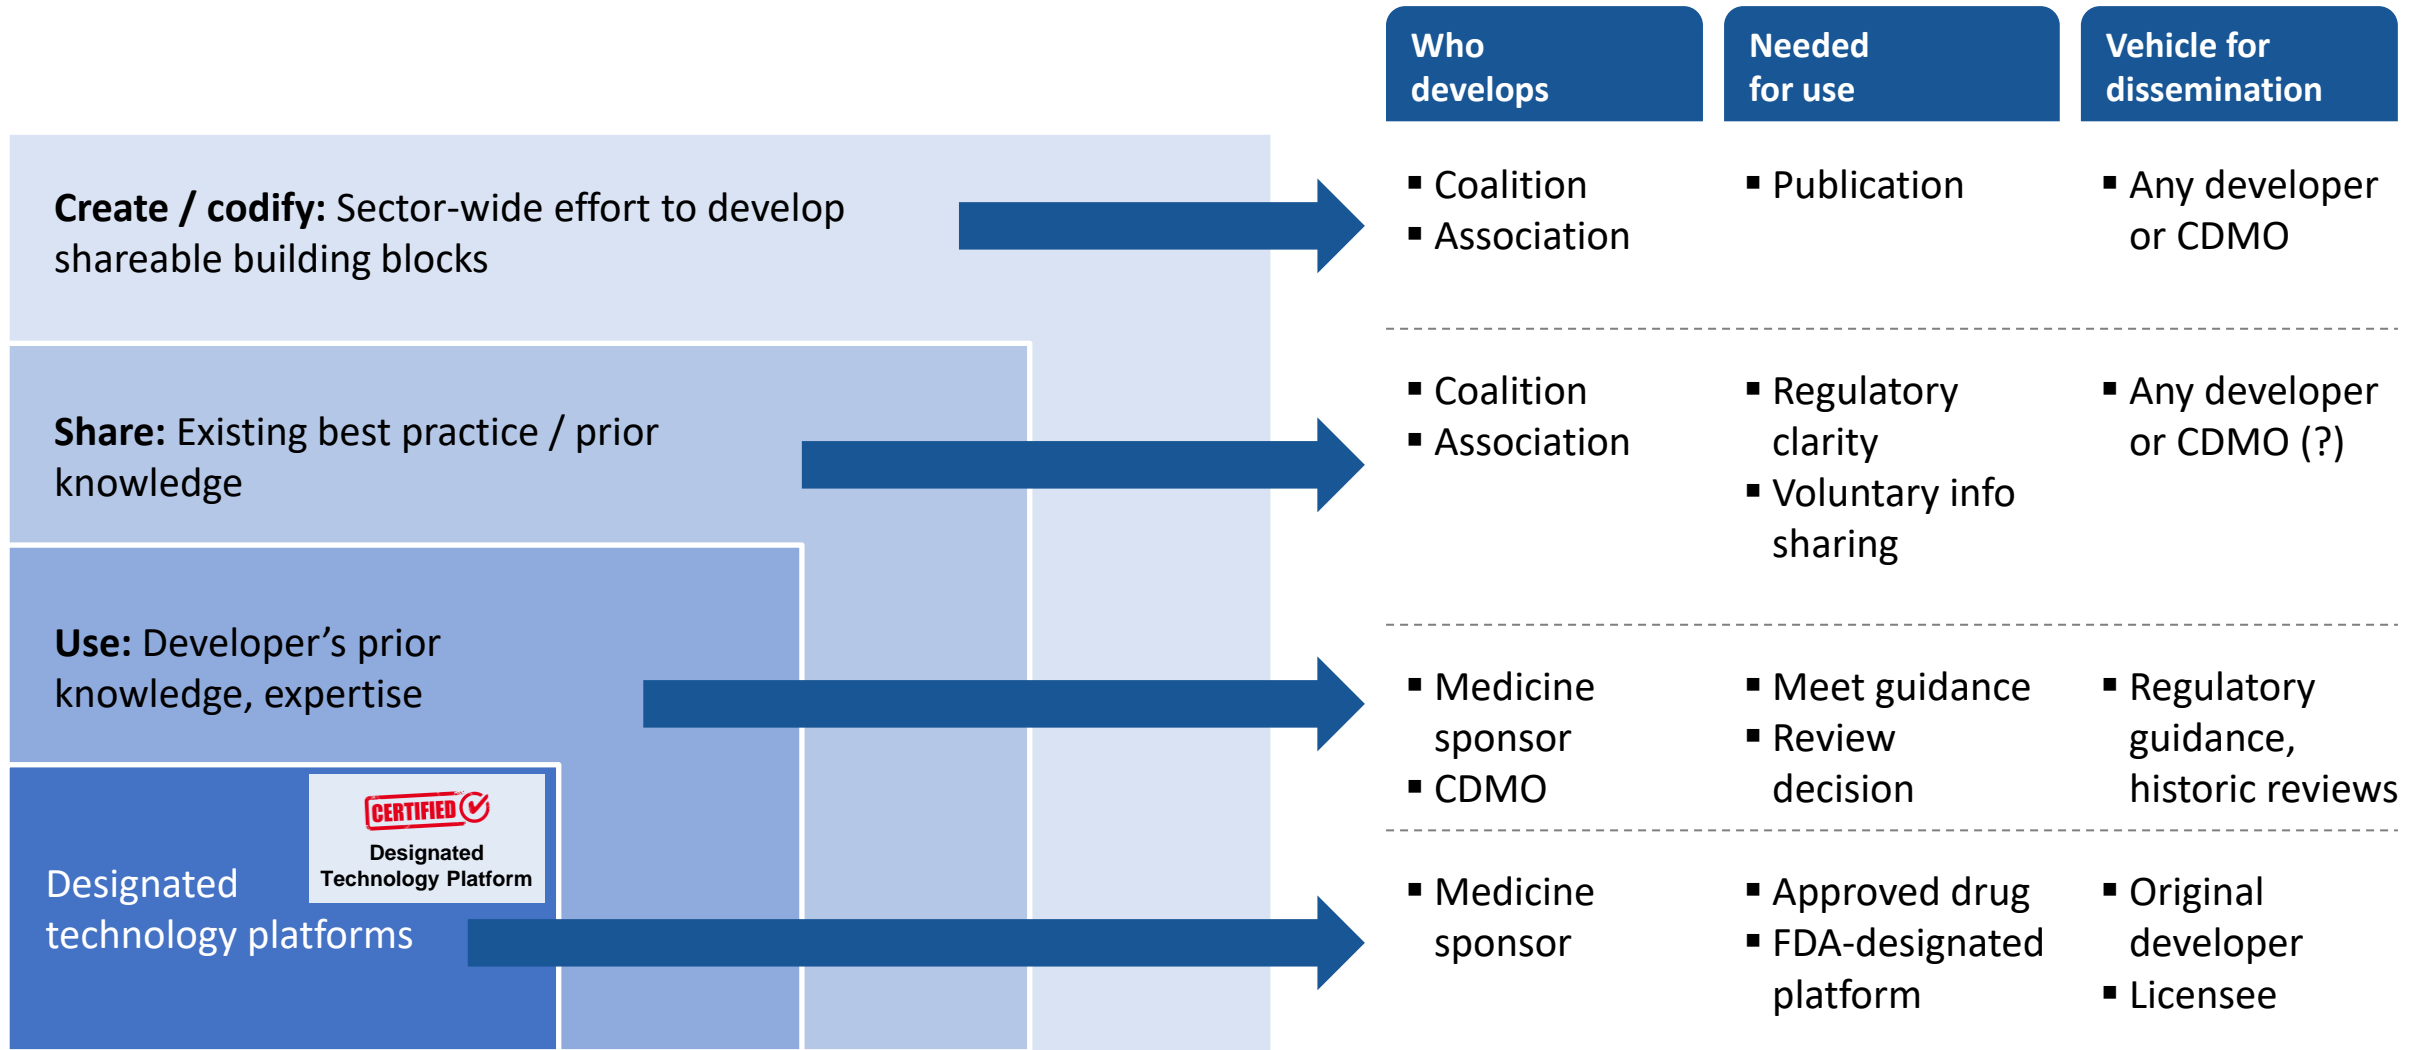 Who
develops
Needed
for use
Vehicle for
dissemination
Create / codify: Sector-wide effort to develop
shareable building blocks
▪ Coalition
▪ Association
▪ Publication
▪ Any developer
or CDMO
Share: Existing best practice / prior
knowledge
▪ Coalition
▪ Association
▪ Regulatory
clarity
▪ Voluntary info
sharing
▪ Any developer
or CDMO (?)
Use: Developer’s prior
knowledge, expertise
▪ Medicine
sponsor
▪ CDMO
▪ Meet guidance
▪ Review
decision
▪ Regulatory
guidance,
historic reviews
CERTIFIED
Designated
Technology Platform
Designated
technology platforms
▪ Medicine
sponsor
▪ Approved drug
▪ FDA-designated
platform
▪ Original
developer
▪ Licensee